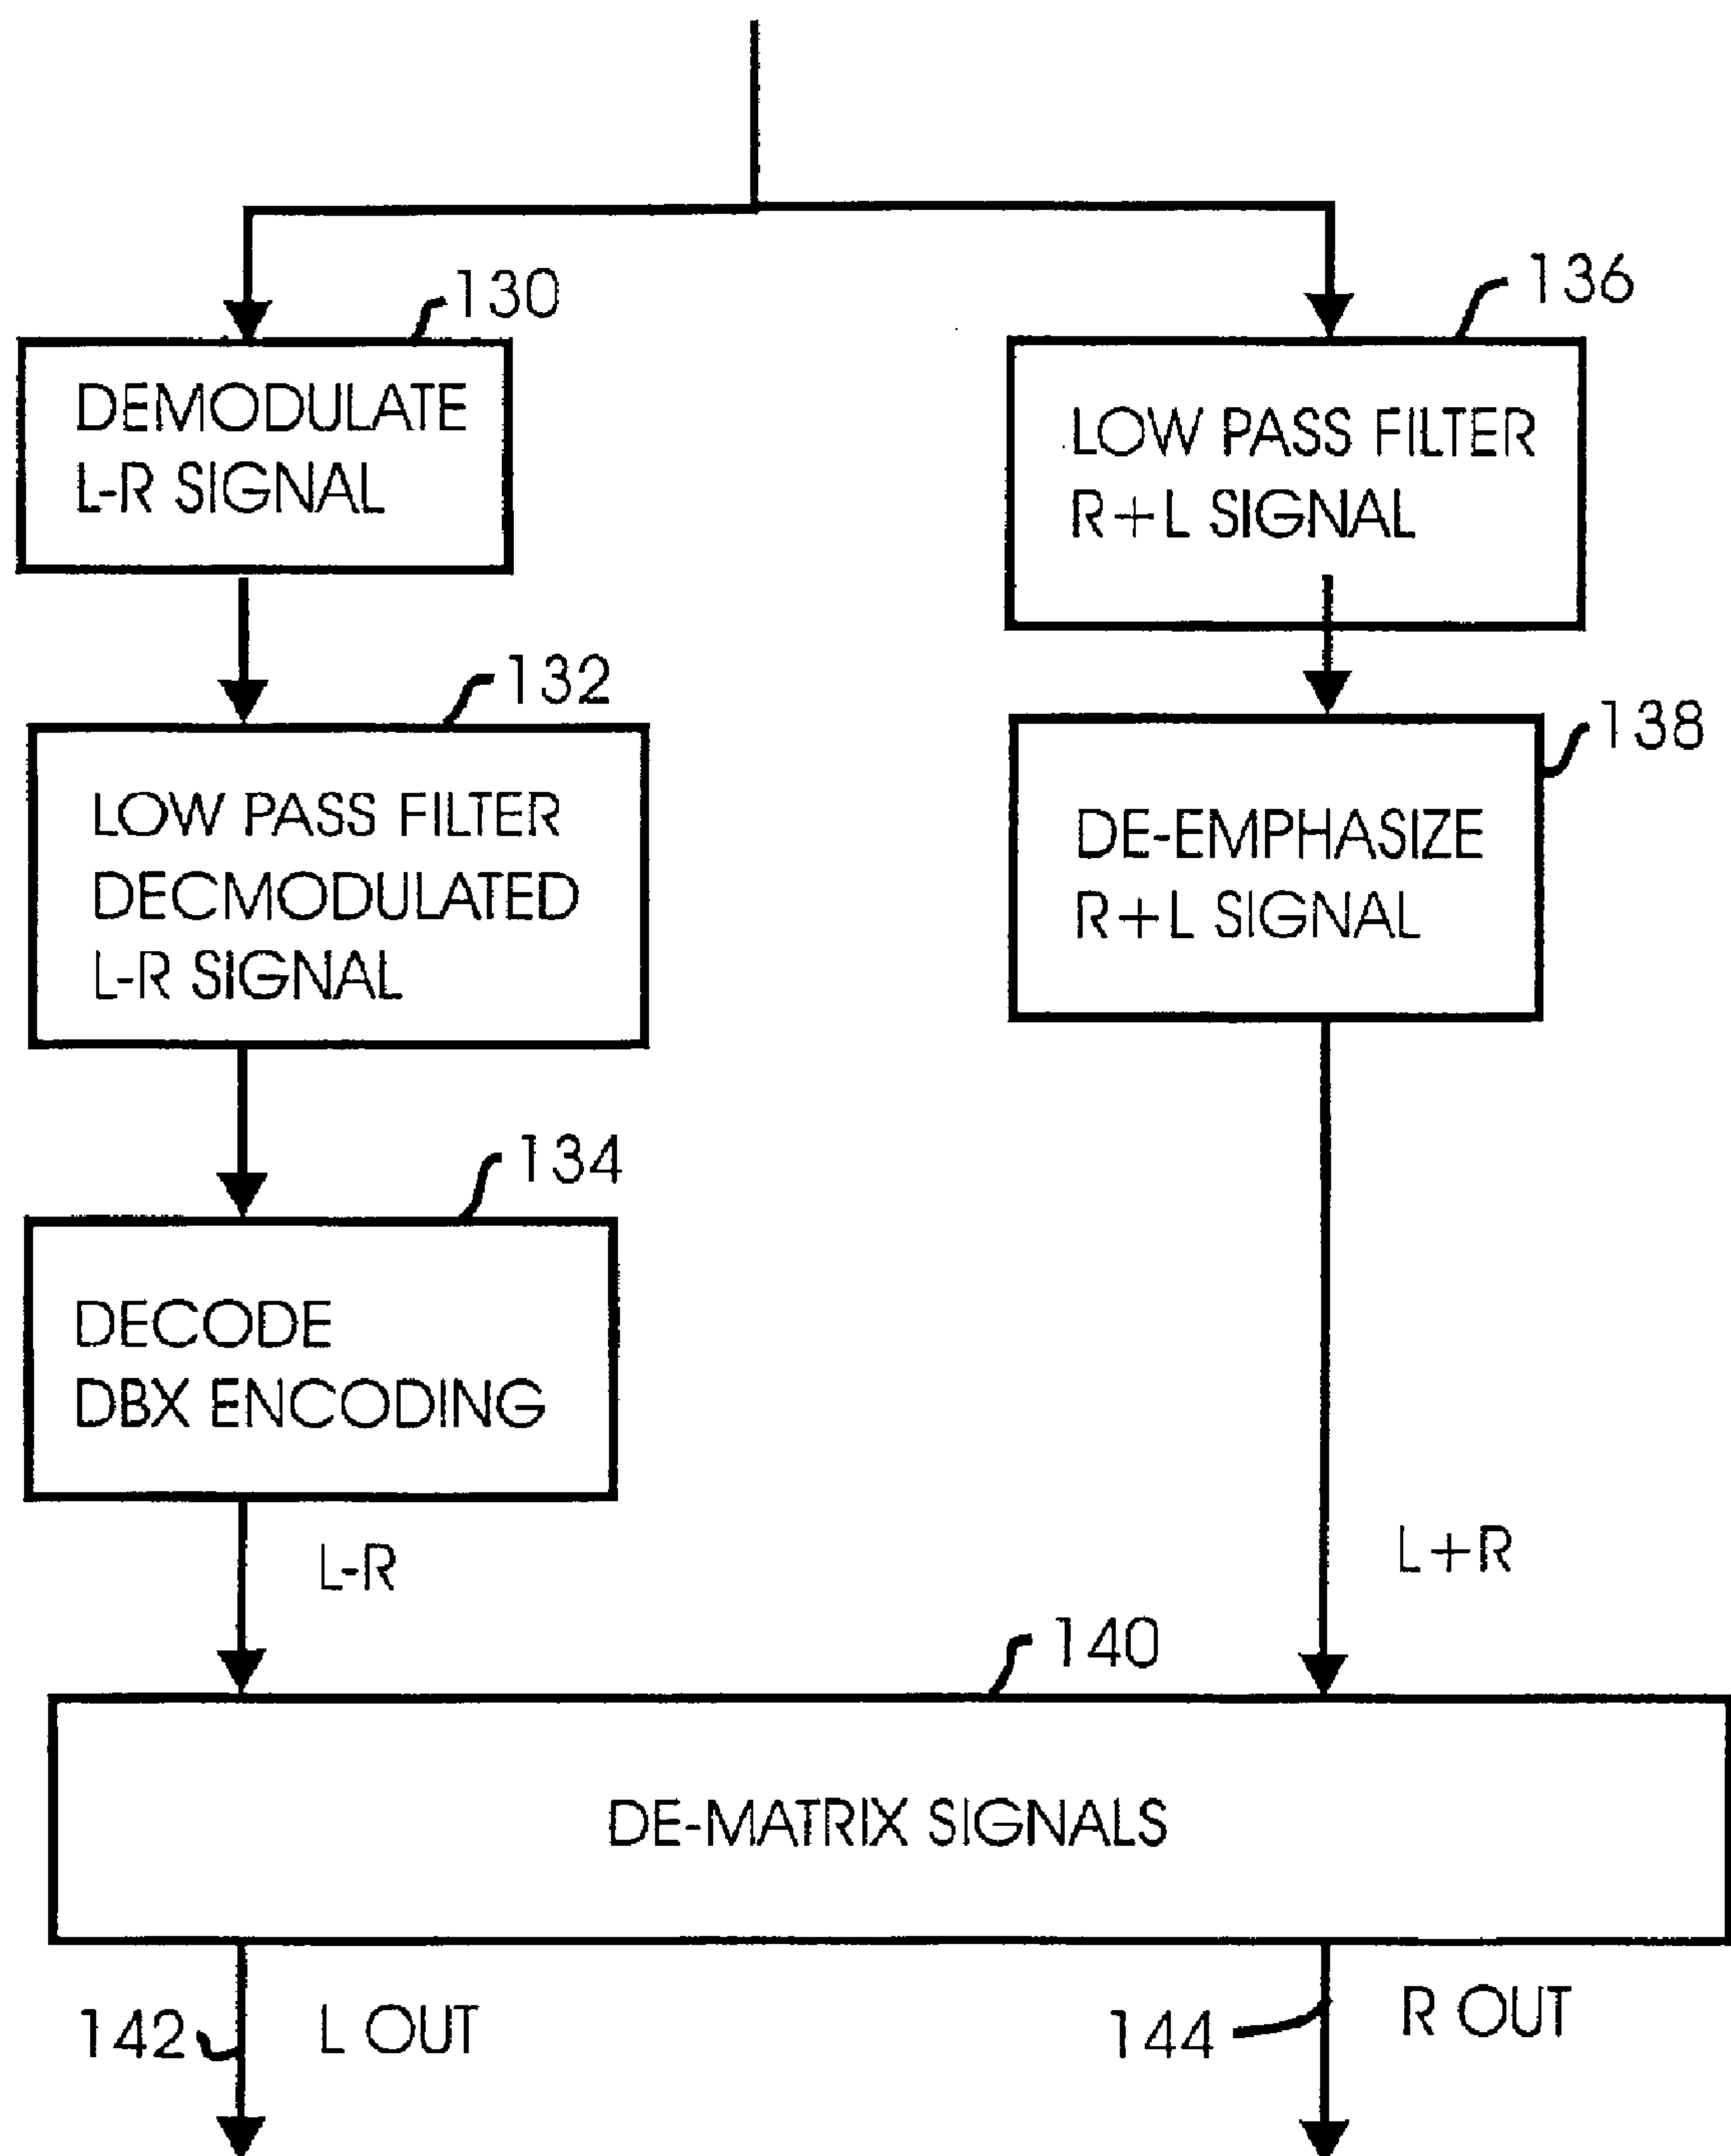 130
136
DEMODULATE
L-R SIGNAL
LOW PASS FILTER
R+L SIGNAL
132
138
LOW PASS FILTER
DECMODULATED
L-R SIGNAL
DE-EMPHASIZE
R+L SIGNAL
134
DECODE
DBX ENCODING
L-R
L+R
140
DE-MATRIX SIGNALS
142
L OUT
144
R OUT